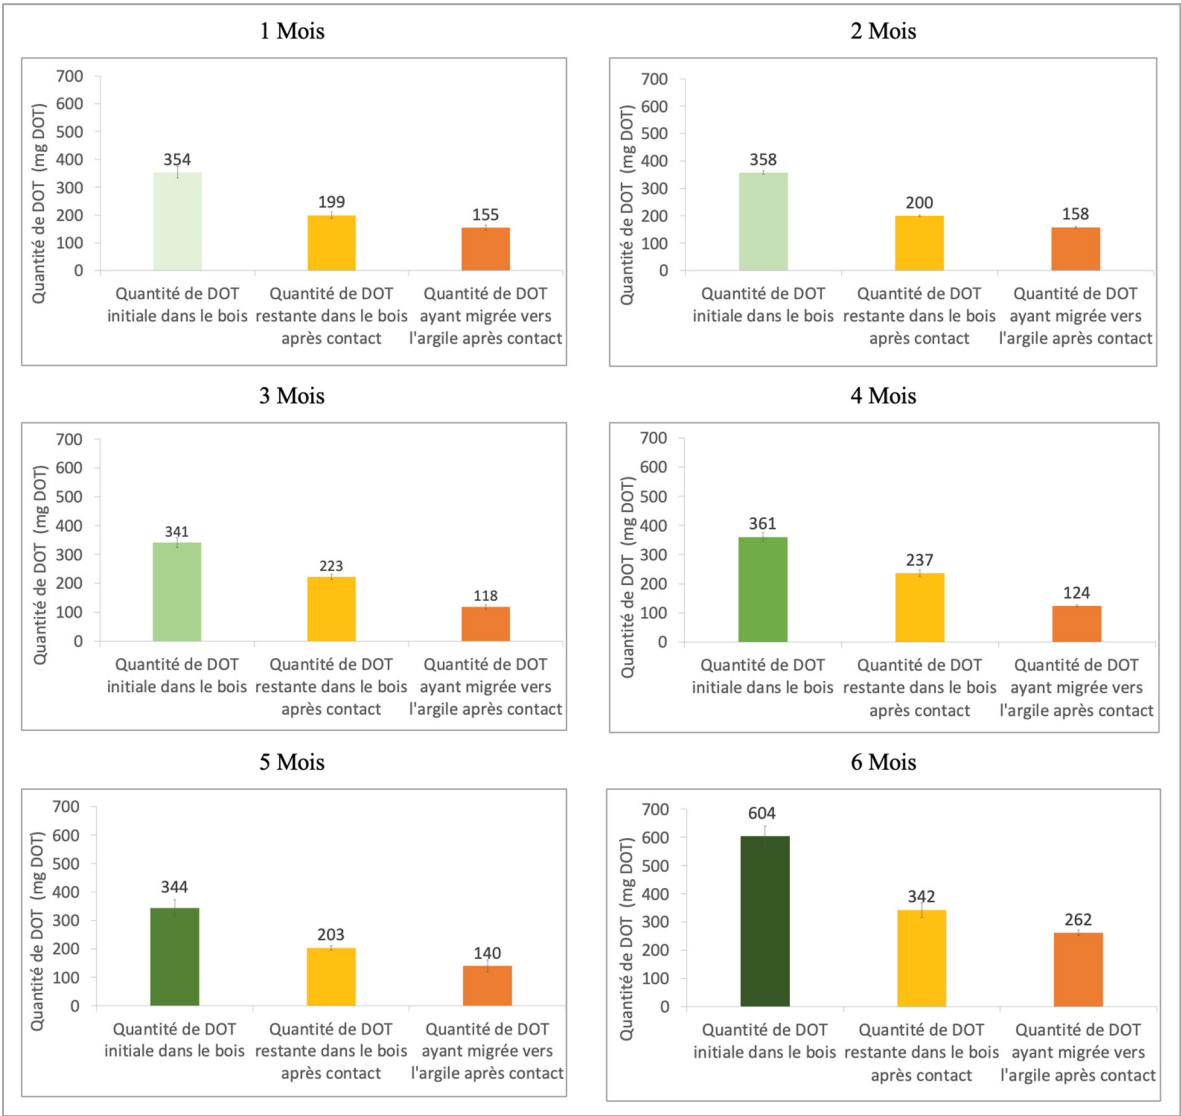 1 Mois
Quantité de DOT (mg DOT)
700
600
500
400
300
200
100
0
354
199
155
Quantité de DOT
initiale dans le bois
Quantité de DOT
restante dans le bois
après contact
Quantité de DOT
ayant migrée vers
l'argile après contact
2 Mois
Quantité de DOT (mg DOT)
700
600
500
400
300
200
100
0
358
200
158
Quantité de DOT
initiale dans le bois
Quantité de DOT
restante dans le bois
après contact
Quantité de DOT
ayant migrée vers
l'argile après contact
3 Mois
Quantité de DOT (mg DOT)
700
600
500
400
300
200
100
0
341
223
118
Quantité de DOT
initiale dans le bois
Quantité de DOT
restante dans le bois
après contact
Quantité de DOT
ayant migrée vers
l'argile après contact
4 Mois
Quantité de DOT (mg DOT)
700
600
500
400
300
200
100
0
361
237
124
Quantité de DOT
initiale dans le bois
Quantité de DOT
restante dans le bois
après contact
Quantité de DOT
ayant migrée vers
l'argile après contact
5 Mois
Quantité de DOT (mg DOT)
700
600
500
400
300
200
100
0
344
203
140
Quantité de DOT
initiale dans le bois
Quantité de DOT
restante dans le bois
après contact
Quantité de DOT
ayant migrée vers
l'argile après contact
6 Mois
Quantité de DOT (mg DOT)
700
600
500
400
300
200
100
0
604
342
262
Quantité de DOT
initiale dans le bois
Quantité de DOT
restante dans le bois
après contact
Quantité de DOT
ayant migrée vers
l'argile après contact